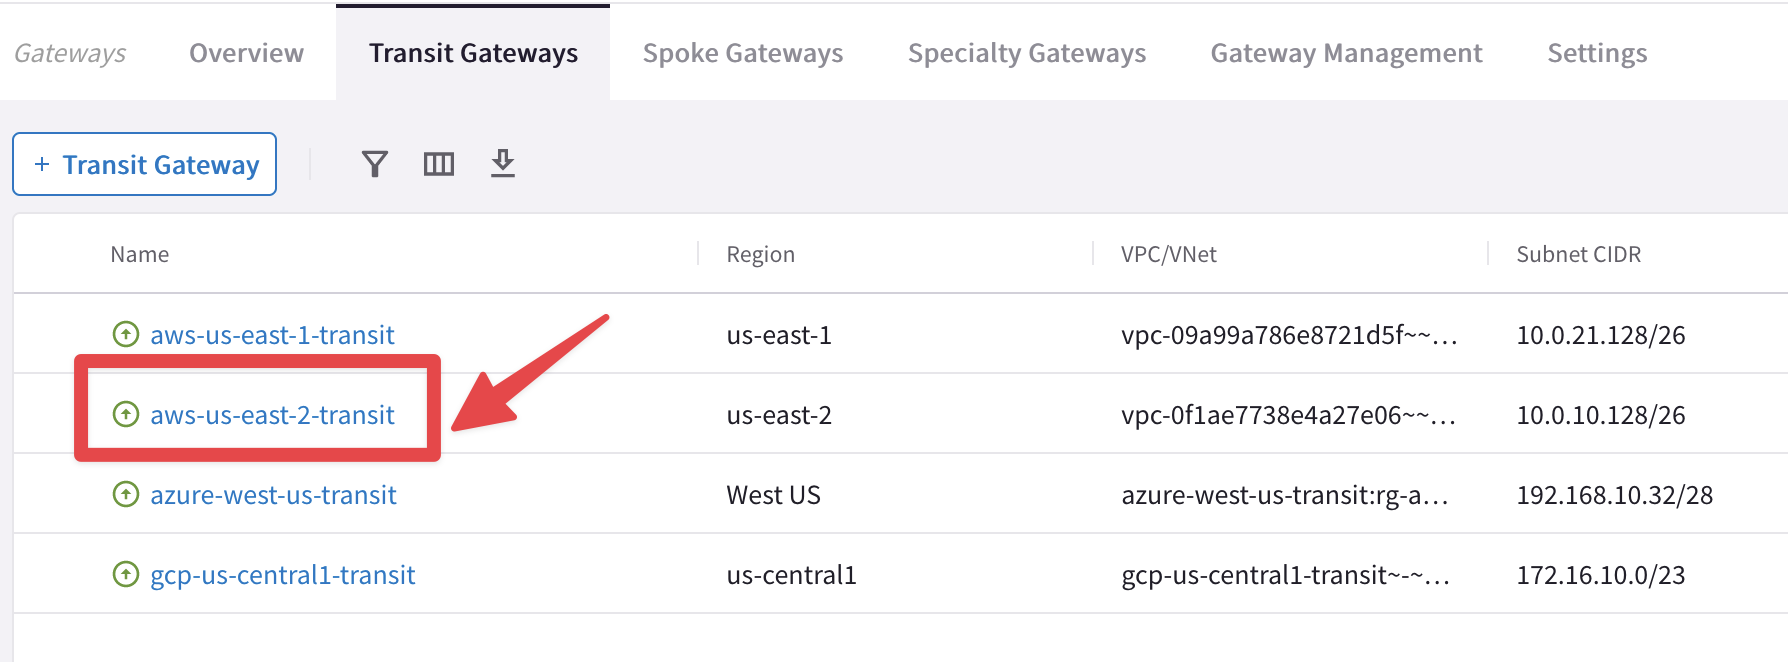 Gateways Overview Transit Gateways Spoke Gateways Specialty Gateways Gateway Management Settings
+ Transit Gateway
Name Region VPC/VNet Subnet CIDR
aws-us-east-1-transit us-east-1 vpc-09a99a786e8721d5f~~... 10.0.21.128/26
aws-us-east-2-transit us-east-2 vpc-0f1ae7738e4a27e06~~... 10.0.10.128/26
azure-west-us-transit West US azure-west-us-transit:rg-a... 192.168.10.32/28
gcp-us-central1-transit us-central1 gcp-us-central1-transit~-~... 172.16.10.0/23